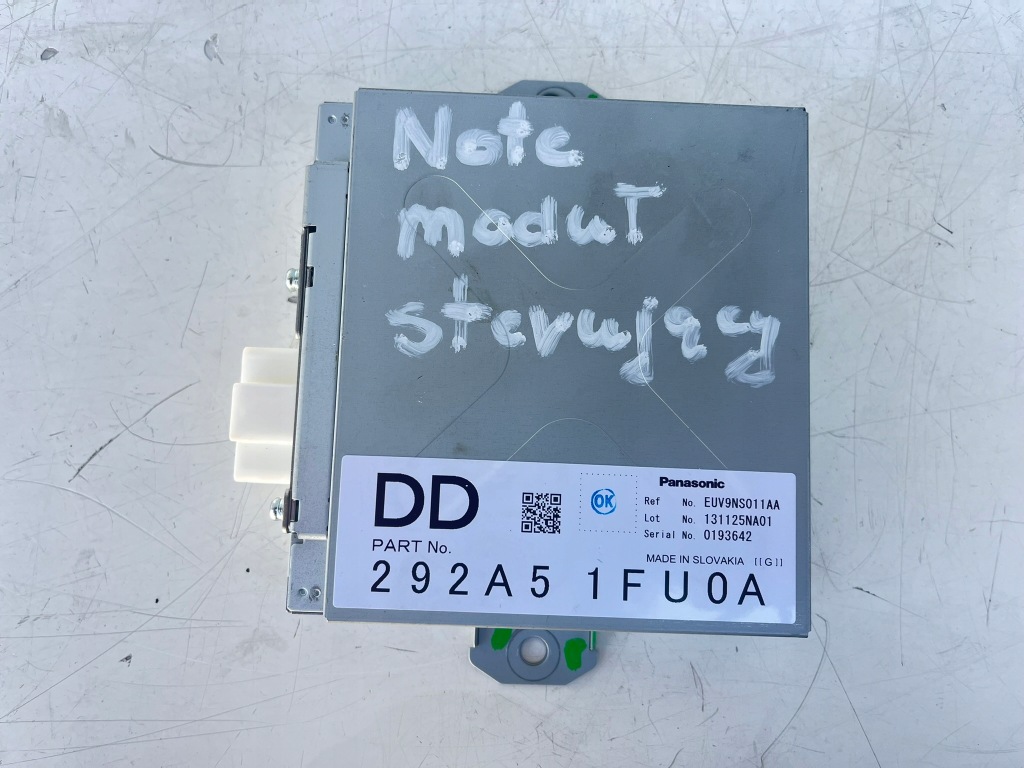 Note
moduł
sterujący
DD
OK
Panasonic
Ref No. EUV9NS011AA
Lot No. 131125NA01
Serial No. 0193642
MADE IN SLOVAKIA [[G]]
PART No.
292A5 1FU0A